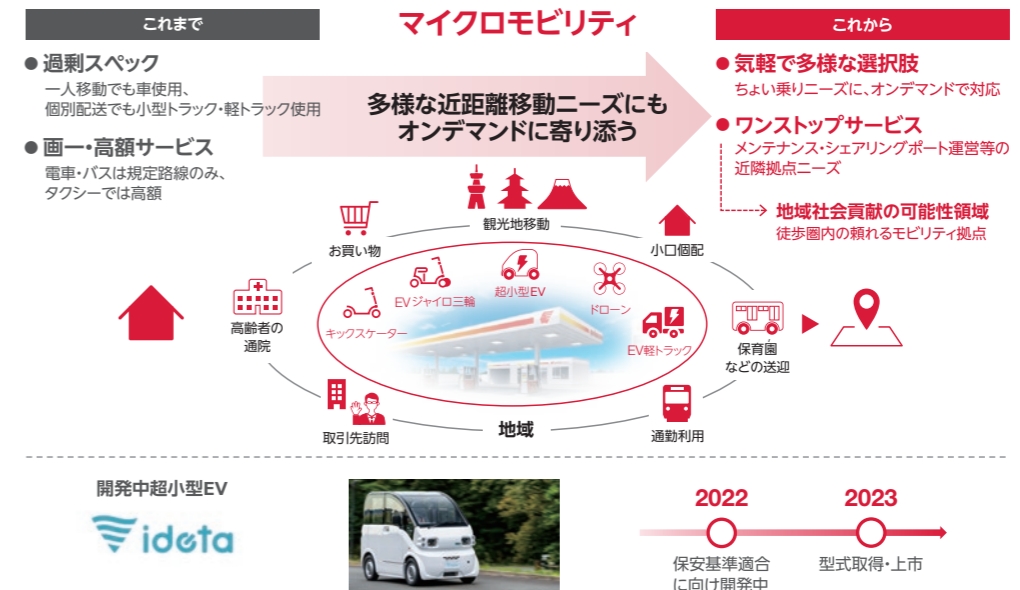 これまで
マイクロモビリティ
これから
● 過剰スペック
一人移動でも車使用、
個別配送でも小型トラック・軽トラック使用
● 画一・高額サービス
電車・バスは規定路線のみ、
タクシーでは高額
多様な近距離移動ニーズにも
オンデマンドに寄り添う
● 気軽で多様な選択肢
ちょい乗りニーズに、オンデマンドで対応
● ワンストップサービス
メンテナンス・シェアリングポート運営等の
近隣拠点ニーズ
地域社会貢献の可能性領域
徒歩圏内の頼れるモビリティ拠点
観光地移動
お買い物
小口個配
高齢者の
通院
キックスケーター
EVジャイロ三輪
超小型EV
ドローン
EV軽トラック
保育園
などの送迎
取引先訪問
地域
通勤利用
開発中超小型EV
ideta
2022
2023
保安基準適合
に向け開発中
型式取得・上市